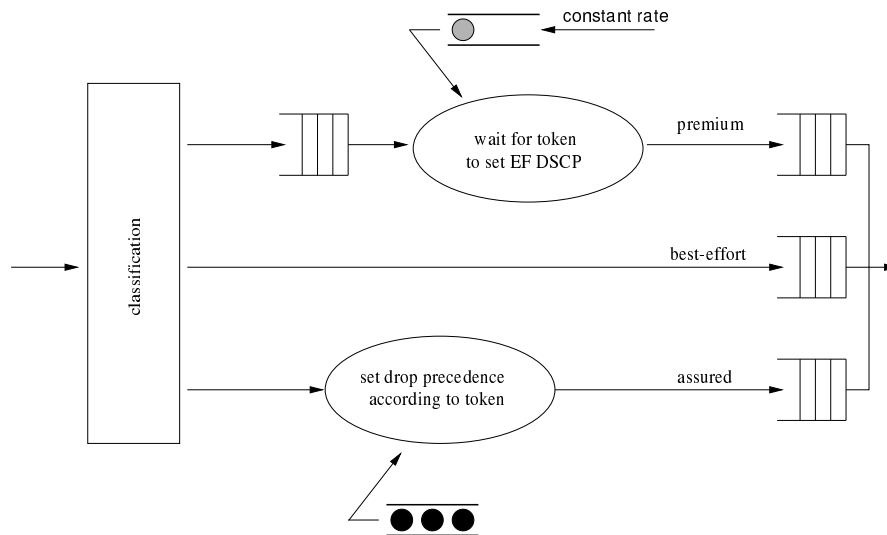 constant rate
wait for token
to set EF DSCP
premium
classification
best-effort
set drop precedence
according to token
assured